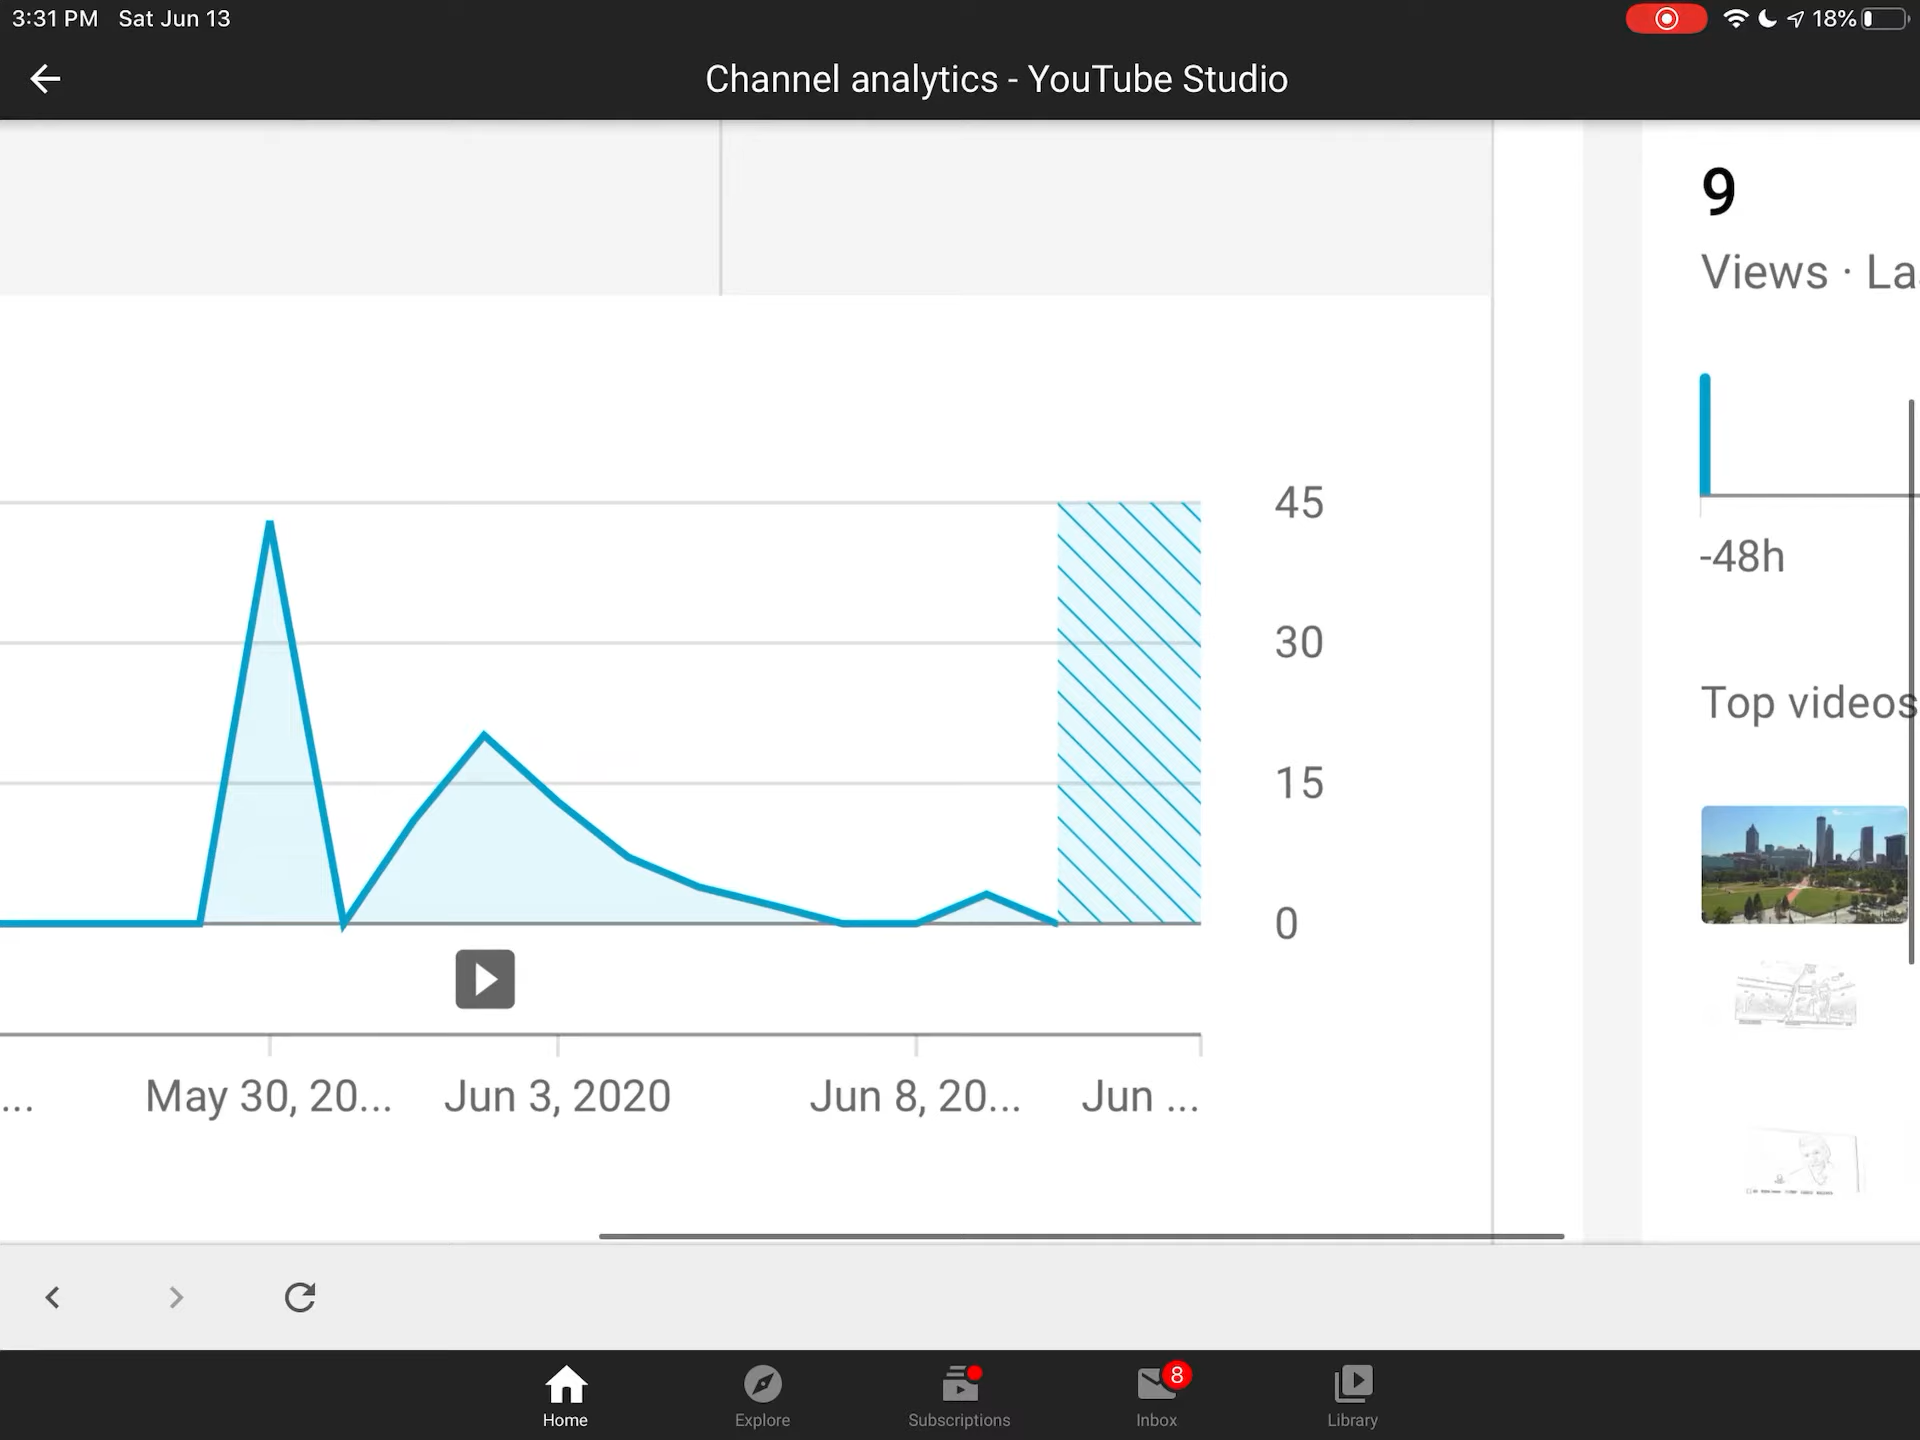 3:31 PM Sat Jun 13
18%
Channel analytics - YouTube Studio
9
Views · La
45
30
15
0
-48h
Top videos
... May 30, 20... Jun 3, 2020 Jun 8, 20... Jun ...
8
Home Explore Subscriptions Inbox Library